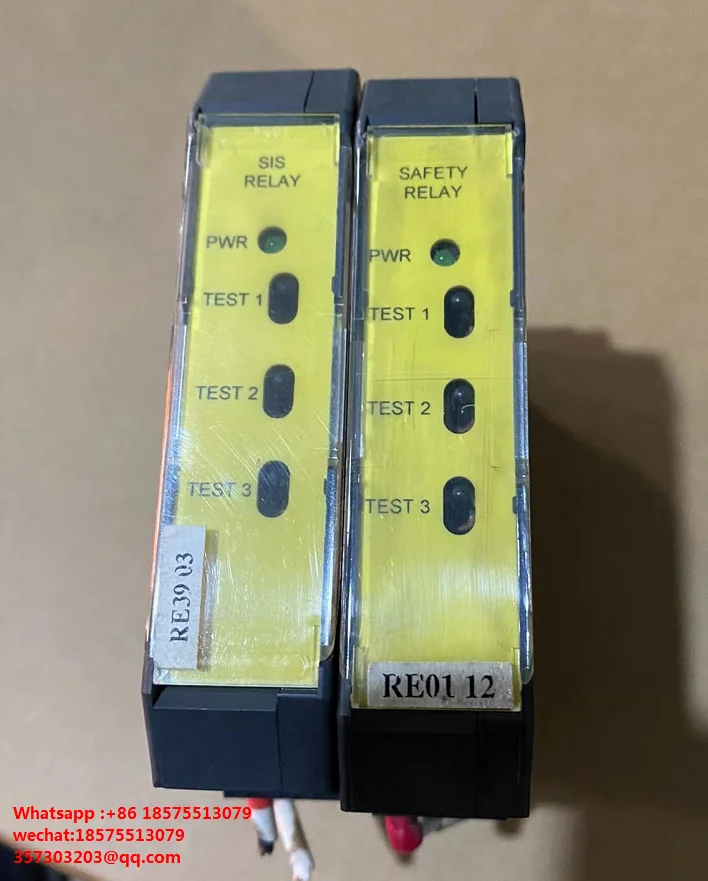 SIS
RELAY
PWR
TEST 1
TEST 2
TEST 3
RE39 03
SAFETY
RELAY
PWR
TEST 1
TEST 2
TEST 3
RE01 12
Whatsapp :+86 18575513079
wechat:18575513079
357303203@qq.com